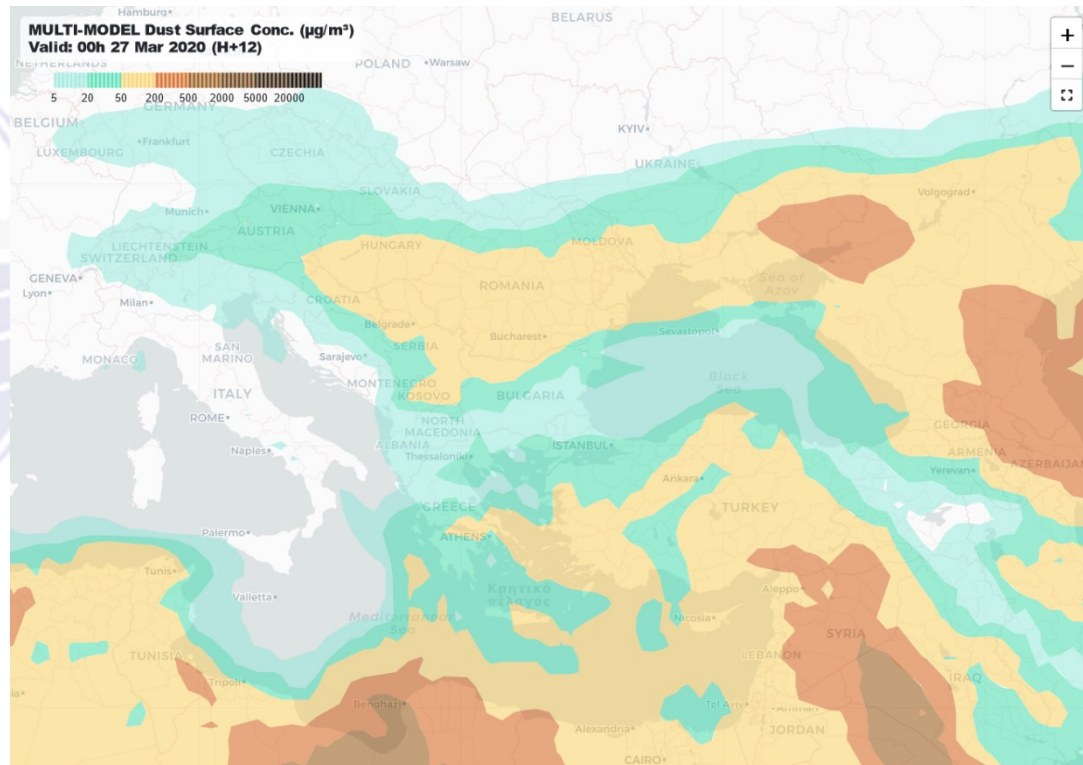 MULTI-MODEL Dust Surface Conc. (µg/m³)
Valid: 00h 27 Mar 2020 (H+12)
5 20 50 200 500 2000 5000 20000
+
−
Hamburg
BELARUS
NETHERLANDS
POLAND
Warsaw
GERMANY
BELGIUM
Frankfurt
LUXEMBOURG
CZECHIA
KYIV
UKRAINE
SLOVAKIA
Volgograd
Munich
VIENNA
AUSTRIA
LIECHTENSTEIN
SWITZERLAND
HUNGARY
MOLDOVA
GENEVA
Lyon
Milan
CROATIA
ROMANIA
Sea of
Azov
Belgrade
SERBIA
Bucharest
Sevastopol
MONACO
SAN
MARINO
Sarajevo
ITALY
MONTENEGRO
KOSOVO
BULGARIA
Black
Sea
ROME
NORTH
MACEDONIA
ALBANIA
ISTANBUL
GEORGIA
ARMENIA
Naples
Thessaloniki
Yerevan
AZERBAIJAN
Ankara
GREECE
TURKEY
Palermo
ATHENS
Tunis
Valletta
Κρητικό
πέλαγος
Aleppo
Mediterranean
Sea
Nicosia
SYRIA
TUNISIA
LEBANON
IRAQ
Tripoli
Benghazi
Tel Aviv
Amman
Alexandria
JORDAN
CAIRO